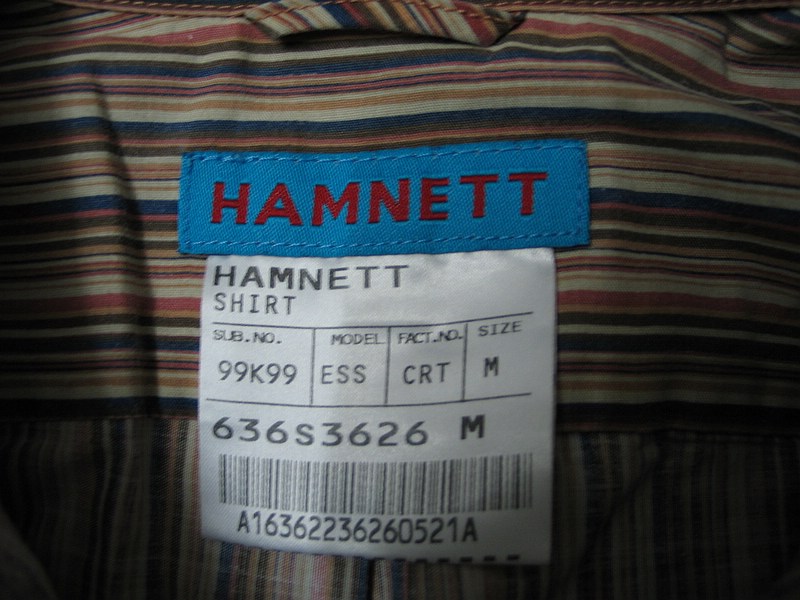 HAMNETT
HAMNETT
SHIRT
SUB.NO. MODEL FACT.NO. SIZE
99K99 ESS CRT M
636S3626 M
A16362236260521A